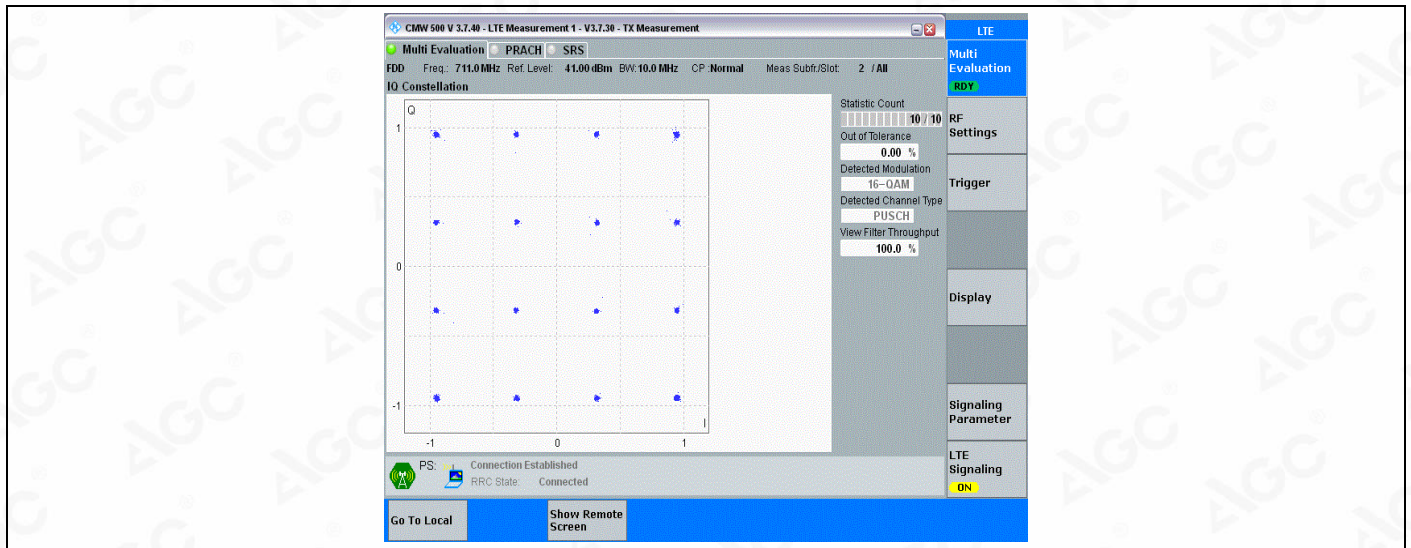 CMW 500 V 3.7.40 - LTE Measurement 1 - V3.7.30 - TX Measurement
LTE
Multi Evaluation PRACH SRS
Multi
Evaluation
RDY
FDD Freq.: 711.0 MHz Ref. Level: 41.00 dBm BW: 10.0 MHz CP :Normal Meas Subfr./Slot: 2 / All
IQ Constellation
Q
1
0
-1
I
-1 0 1
Statistic Count
10 / 10
Out of Tolerance
0.00 %
Detected Modulation
16-QAM
Detected Channel Type
PUSCH
View Filter Throughput
100.0 %
RF
Settings
Trigger
Display
Signaling
Parameter
LTE
Signaling
ON
PS: Connection Established
RRC State: Connected
Go To Local
Show Remote
Screen
AGC